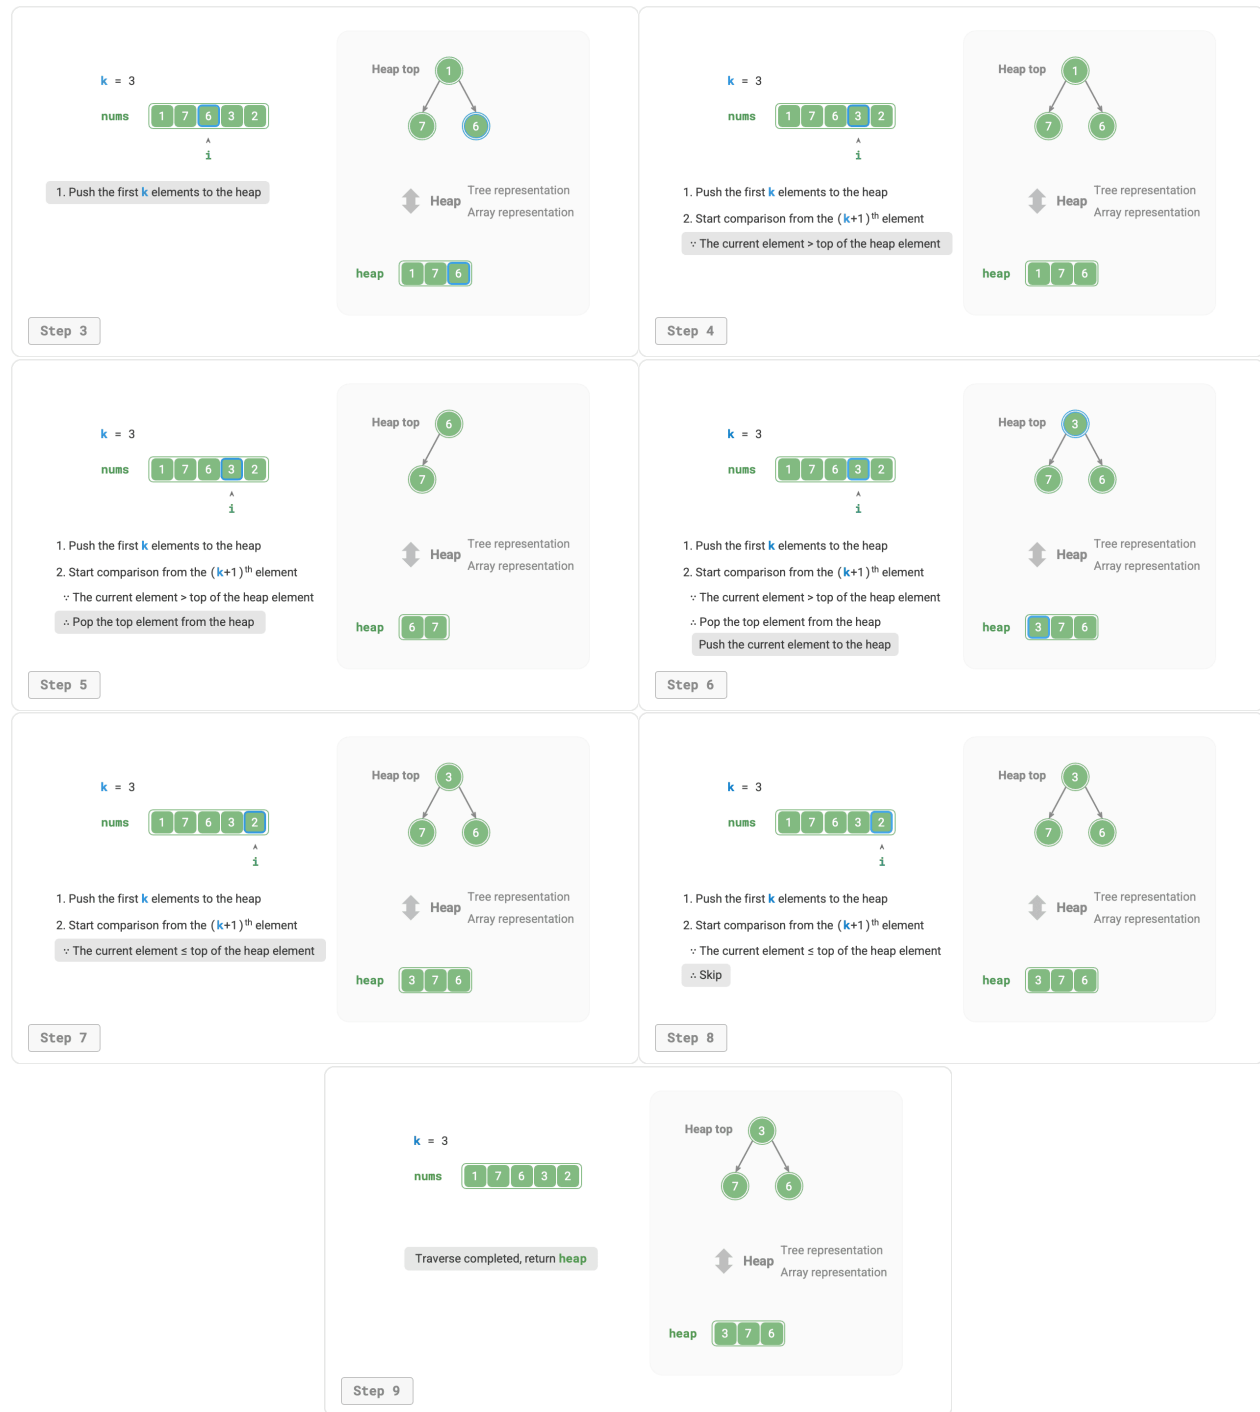 k = 3
nums 1 7 6 3 2
i
1. Push the first k elements to the heap
Heap top 1
7 6
Heap Tree representation
Array representation
heap 1 7 6
Step 3
k = 3
nums 1 7 6 3 2
i
1. Push the first k elements to the heap
2. Start comparison from the (k+1)th element
∵ The current element > top of the heap element
Heap top 1
7 6
Heap Tree representation
Array representation
heap 1 7 6
Step 4
k = 3
nums 1 7 6 3 2
i
1. Push the first k elements to the heap
2. Start comparison from the (k+1)th element
∵ The current element > top of the heap element
∴ Pop the top element from the heap
Heap top 6
7
Heap Tree representation
Array representation
heap 6 7
Step 5
k = 3
nums 1 7 6 3 2
i
1. Push the first k elements to the heap
2. Start comparison from the (k+1)th element
∵ The current element > top of the heap element
∴ Pop the top element from the heap
Push the current element to the heap
Heap top 3
7 6
Heap Tree representation
Array representation
heap 3 7 6
Step 6
k = 3
nums 1 7 6 3 2
i
1. Push the first k elements to the heap
2. Start comparison from the (k+1)th element
∵ The current element ≤ top of the heap element
Heap top 3
7 6
Heap Tree representation
Array representation
heap 3 7 6
Step 7
k = 3
nums 1 7 6 3 2
i
1. Push the first k elements to the heap
2. Start comparison from the (k+1)th element
∵ The current element ≤ top of the heap element
∴ Skip
Heap top 3
7 6
Heap Tree representation
Array representation
heap 3 7 6
Step 8
k = 3
nums 1 7 6 3 2
Traverse completed, return heap
Heap top 3
7 6
Heap Tree representation
Array representation
heap 3 7 6
Step 9